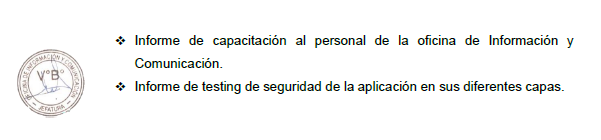 ❖ Informe de capacitación al personal de la oficina de Información y
Comunicación.
❖ Informe de testing de seguridad de la aplicación en sus diferentes capas.
OFICINA DE INFORMACIÓN Y COMUNICACIÓN
V°B°
JEFATURA